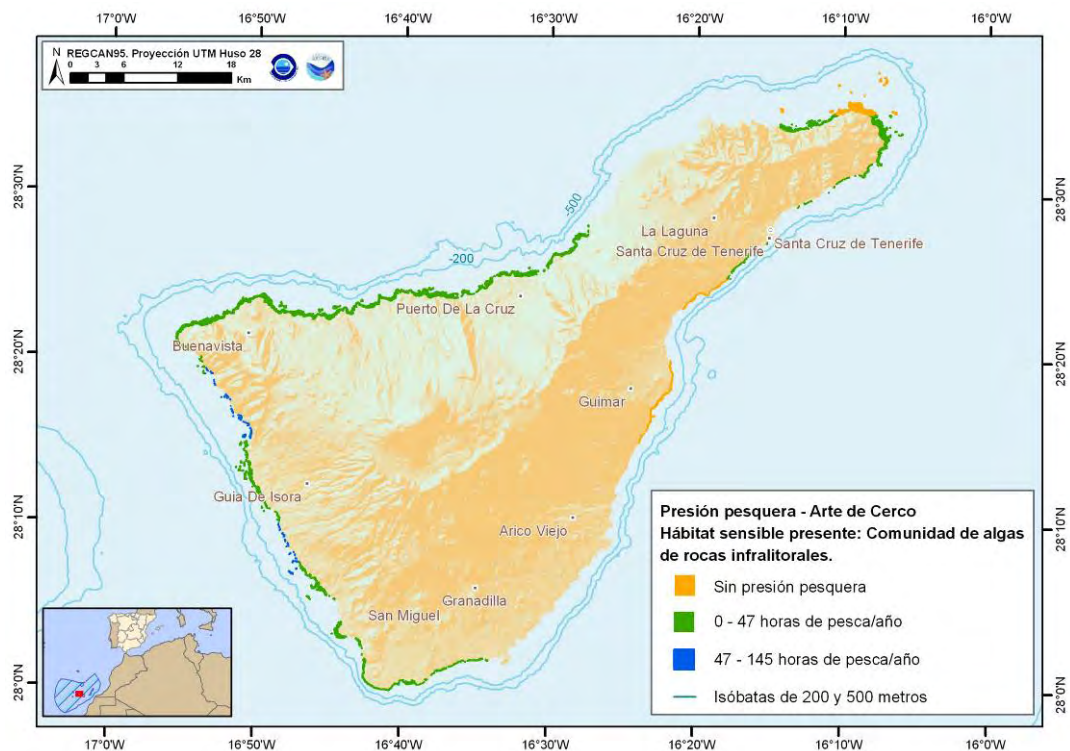 17°0'W 16°50'W 16°40'W 16°30'W 16°20'W 16°10'W 16°0'W
N REGCAN95. Proyección UTM Huso 28
0 3 6 12 18
Km
28°30'N 28°30'N
-500
La Laguna
Santa Cruz de Tenerife Santa Cruz de Tenerife
-200
Puerto De La Cruz
Buenavista
28°20'N 28°20'N
Guimar
Guia De Isora
28°10'N 28°10'N
Arico Viejo
Granadilla
San Miguel
28°0'N 28°0'N
Presión pesquera - Arte de Cerco
Hábitat sensible presente: Comunidad de algas
de rocas infralitorales.
Sin presión pesquera
0 - 47 horas de pesca/año
47 - 145 horas de pesca/año
Isóbatas de 200 y 500 metros
17°0'W 16°50'W 16°40'W 16°30'W 16°20'W 16°10'W 16°0'W